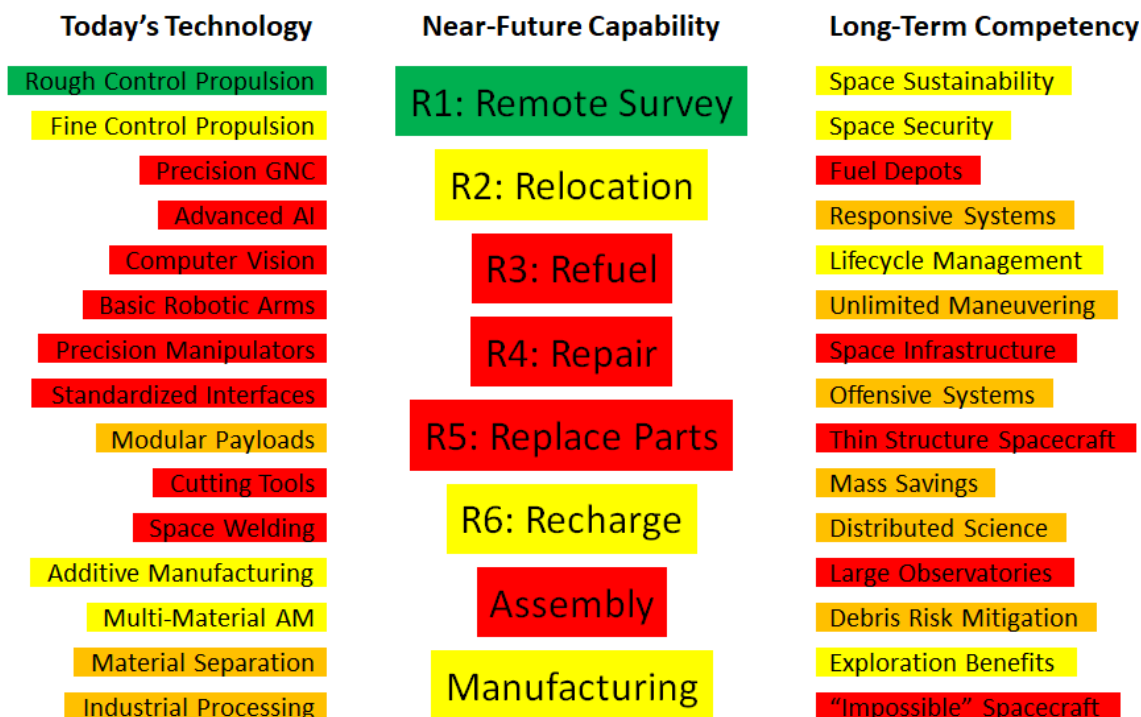 Today's Technology
Rough Control Propulsion
Fine Control Propulsion
Precision GNC
Advanced AI
Computer Vision
Basic Robotic Arms
Precision Manipulators
Standardized Interfaces
Modular Payloads
Cutting Tools
Space Welding
Additive Manufacturing
Multi-Material AM
Material Separation
Industrial Processing
Near-Future Capability
R1: Remote Survey
R2: Relocation
R3: Refuel
R4: Repair
R5: Replace Parts
R6: Recharge
Assembly
Manufacturing
Long-Term Competency
Space Sustainability
Space Security
Fuel Depots
Responsive Systems
Lifecycle Management
Unlimited Maneuvering
Space Infrastructure
Offensive Systems
Thin Structure Spacecraft
Mass Savings
Distributed Science
Large Observatories
Debris Risk Mitigation
Exploration Benefits
“Impossible” Spacecraft